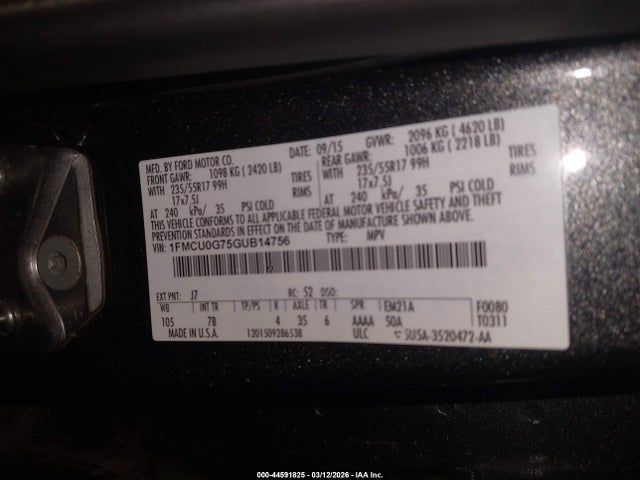 MFD. BY FORD MOTOR CO.
DATE: 09/15 GVWR: 2096 KG ( 4620 LB)
FRONT GAWR: 1098 KG ( 2420 LB) REAR GAWR: 1006 KG ( 2218 LB)
WITH 235/55R17 99H TIRES WITH 235/55R17 99H TIRES
17x7.5J RIMS 17x7.5J RIMS
AT 240 kPa/ 35 PSI COLD AT 240 kPa/ 35 PSI COLD
THIS VEHICLE CONFORMS TO ALL APPLICABLE FEDERAL MOTOR VEHICLE SAFETY AND THEFT
PREVENTION STANDARDS IN EFFECT ON THE DATE OF MANUFACTURE SHOWN ABOVE.
VIN: 1FMCU0G75GUB14756 TYPE: MPV
EXT PNT: J7 RC: 52 DSO:
WB INT TR TP/PS R AXLE TR SPR EM21A F0080
105 7B 4 35 6 AAAA 50A T0311
MADE IN U.S.A. 1201509286538 ULC 5U5A-3520472-AA
000-44591825 - 03/12/2026 - IAA Inc.